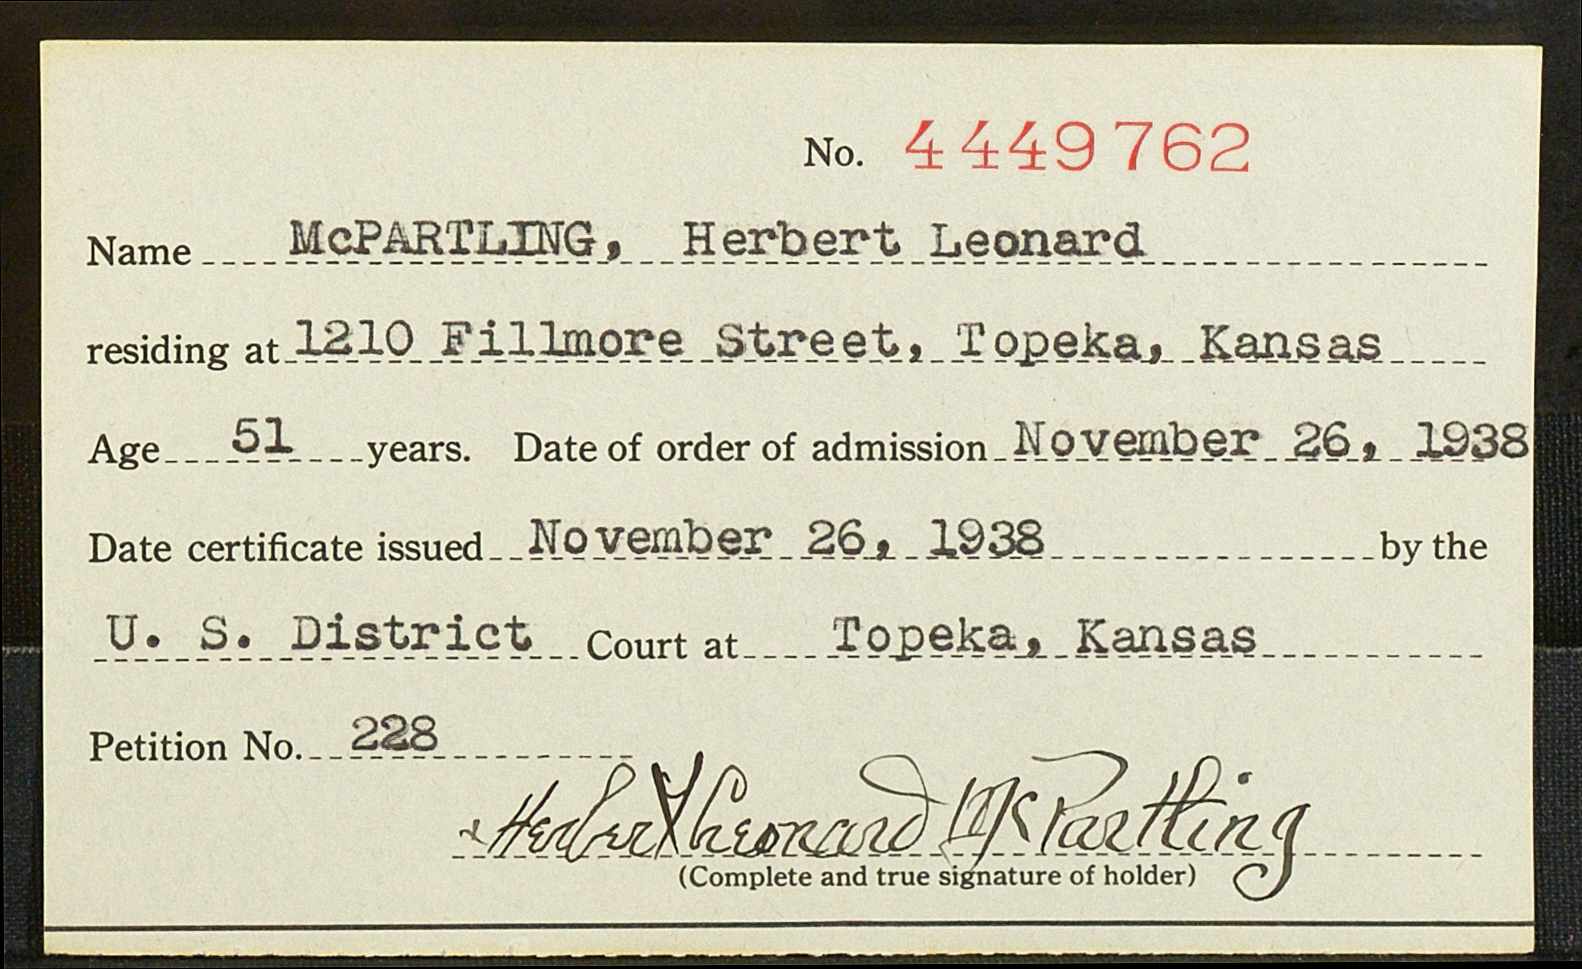 No. 4449762
Name McPARTLING, Herbert Leonard
residing at 1210 Fillmore Street, Topeka, Kansas
Age 51 years. Date of order of admission November 26, 1938
Date certificate issued November 26, 1938 by the
U. S. District Court at Topeka, Kansas
Petition No. 228
Herbert Leonard McPartling
(Complete and true signature of holder)